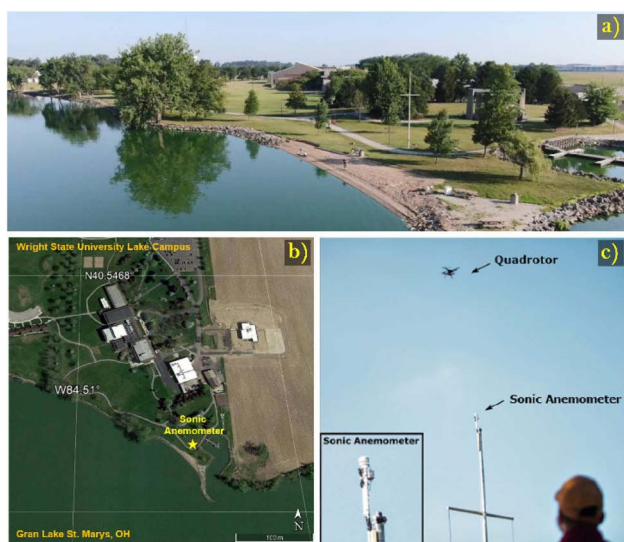 a)
Wright State University Lake Campus
b)
N40.5468°
W84.51°
Sonic
Anemometer
N
Gran Lake St. Marys, OH
100 m
c)
Quadrotor
Sonic Anemometer
Sonic Anemometer